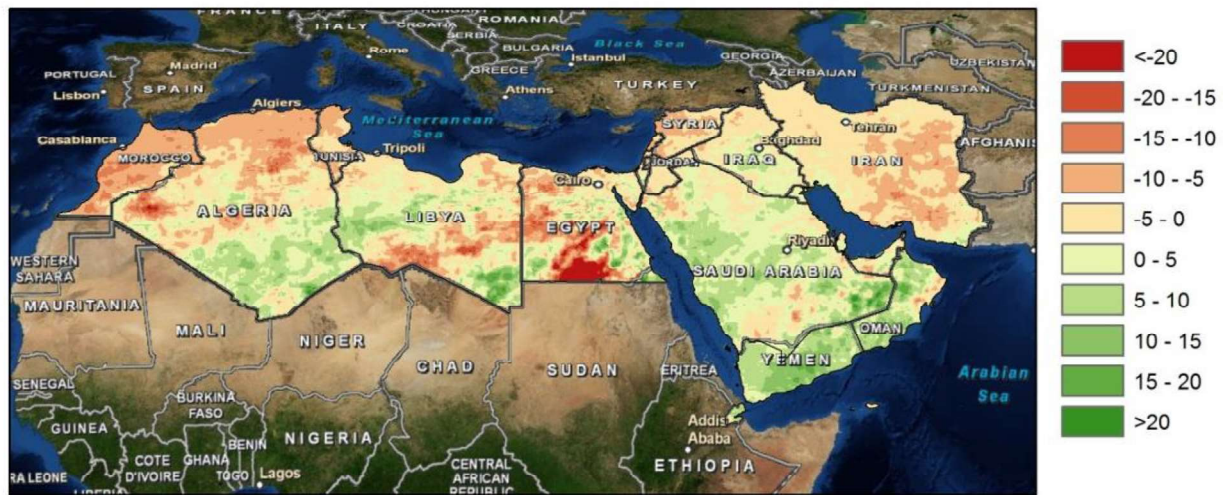 FRANCE
ROMANIA
ITALY
CROATIA
SERBIA
BULGARIA
Black Sea
GEORGIA
UZBEKISTAN
Rome
Istanbul
AZERBAIJAN
PORTUGAL
Madrid
GREECE
TURKEY
TURKMENISTAN
Lisbon
SPAIN
Athens
Algiers
Mediterranean
Sea
SYRIA
Tehran
Casablanca
Tripoli
Baghdad
AFGHANIS
MOROCCO
TUNISIA
JORDA
IRAQ
IRAN
Cairo
ALGERIA
LIBYA
EGYPT
Riyadh
WESTERN
SAHARA
SAUDI ARABIA
MAURITANIA
MALI
NIGER
CHAD
SUDAN
OMAN
YEMEN
ERITREA
Arabian
Sea
SENEGAL
BURKINA
FASO
GUINEA
BENIN
NIGERIA
Addis
Ababa
COTE
D'IVOIRE
GHANA
TOGO
Lagos
CENTRAL
AFRICAN
REPUBLIC
ETHIOPIA
RA LEONE
<-20
-20 - -15
-15 - -10
-10 - -5
-5 - 0
0 - 5
5 - 10
10 - 15
15 - 20
>20